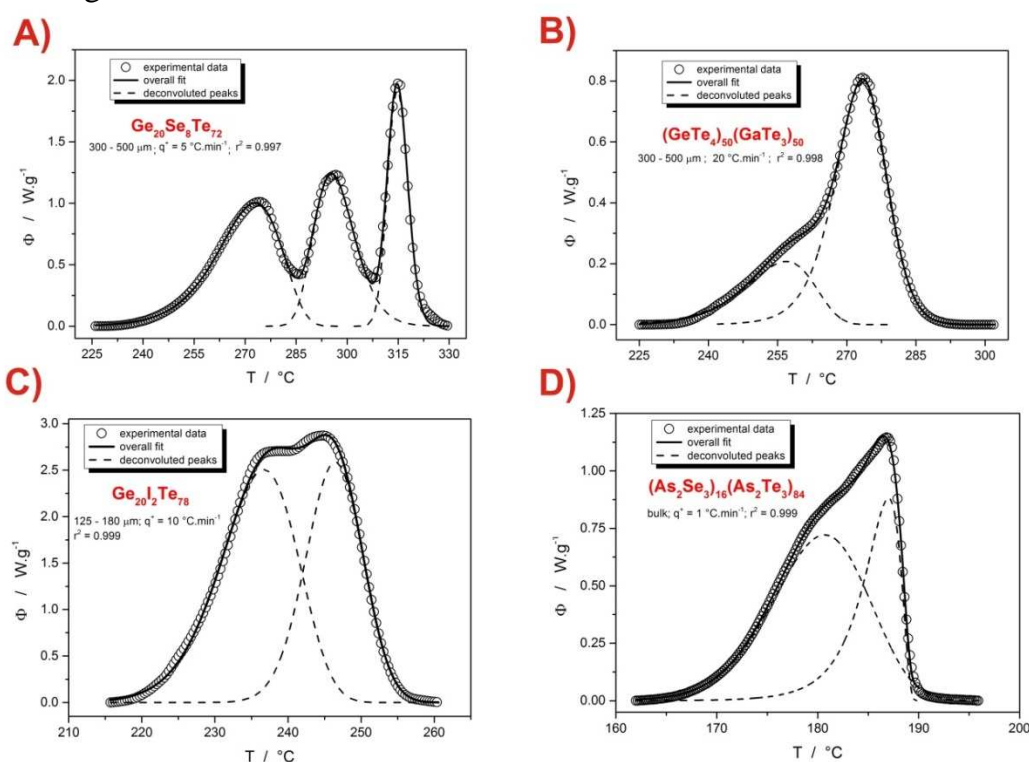 A)
experimental data
overall fit
deconvoluted peaks
Ge20Se8Te72
300 - 500 μm; q+ = 5 °C.min-1; r2 = 0.997
Φ / W.g-1
2.0
1.5
1.0
0.5
0.0
225 240 255 270 285 300 315 330
T / °C
B)
experimental data
overall fit
deconvoluted peaks
(GeTe4)50(GaTe3)50
300 - 500 μm ; 20 °C.min-1 ; r2 = 0.998
Φ / W.g-1
0.8
0.6
0.4
0.2
0.0
225 240 255 270 285 300
T / °C
C)
experimental data
overall fit
deconvoluted peaks
Ge20I2Te78
125 - 180 μm; q+ = 10 °C.min-1
r2 = 0.999
Φ / W.g-1
3.0
2.5
2.0
1.5
1.0
0.5
0.0
210 220 230 240 250 260
T / °C
D)
experimental data
overall fit
deconvoluted peaks
(As2Se3)16(As2Te3)84
bulk; q+ = 1 °C.min-1; r2 = 0.999
Φ / W.g-1
1.25
1.00
0.75
0.50
0.25
0.00
160 170 180 190 200
T / °C